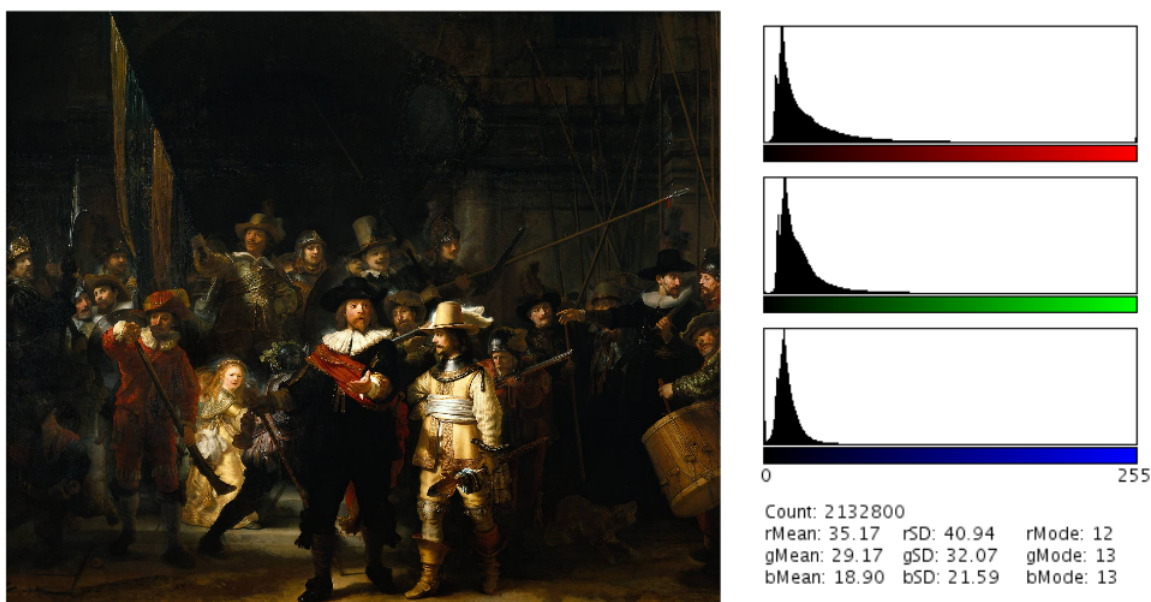 0 255
Count: 2132800
rMean: 35.17 rSD: 40.94 rMode: 12
gMean: 29.17 gSD: 32.07 gMode: 13
bMean: 18.90 bSD: 21.59 bMode: 13